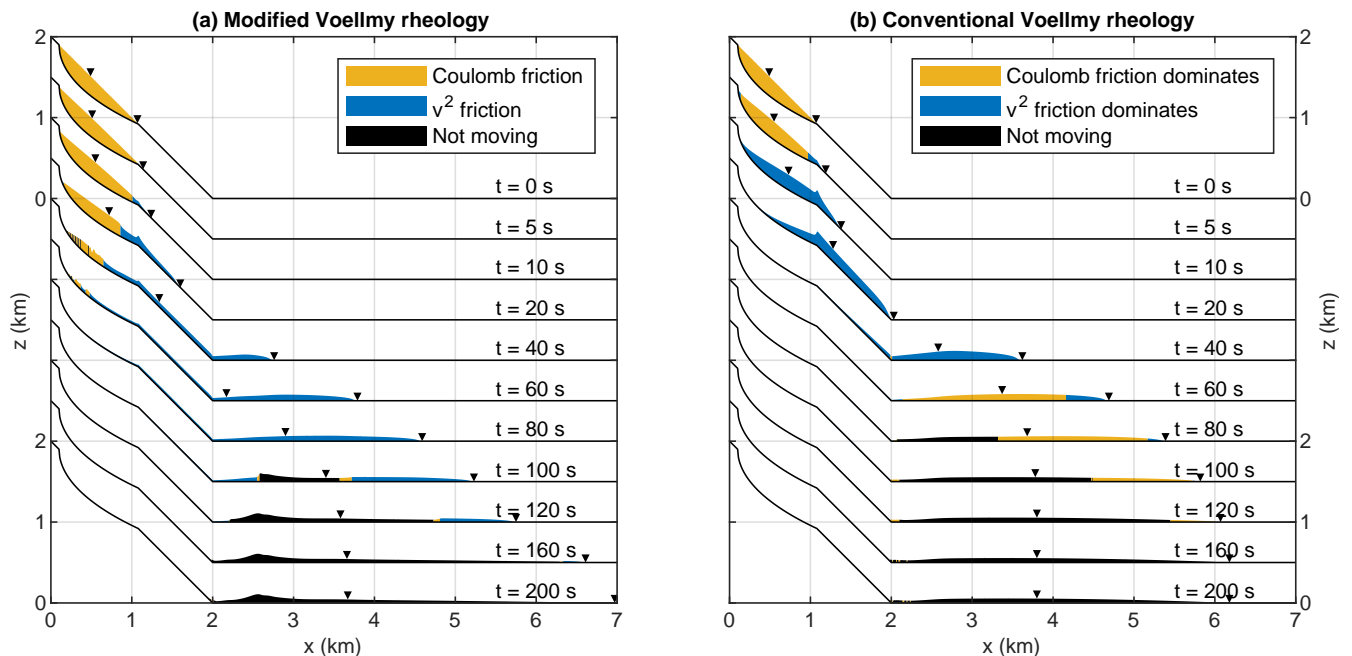 (a) Modified Voellmy rheology
2
1
0
2
1
0
z (km)
Coulomb friction
v² friction
Not moving
t = 0 s
t = 5 s
t = 10 s
t = 20 s
t = 40 s
t = 60 s
t = 80 s
t = 100 s
t = 120 s
t = 160 s
t = 200 s
0 1 2 3 4 5 6 7
x (km)
(b) Conventional Voellmy rheology
Coulomb friction dominates
v² friction dominates
Not moving
t = 0 s
t = 5 s
t = 10 s
t = 20 s
t = 40 s
t = 60 s
t = 80 s
t = 100 s
t = 120 s
t = 160 s
t = 200 s
2
1
0
2
1
0
z (km)
0 1 2 3 4 5 6 7
x (km)